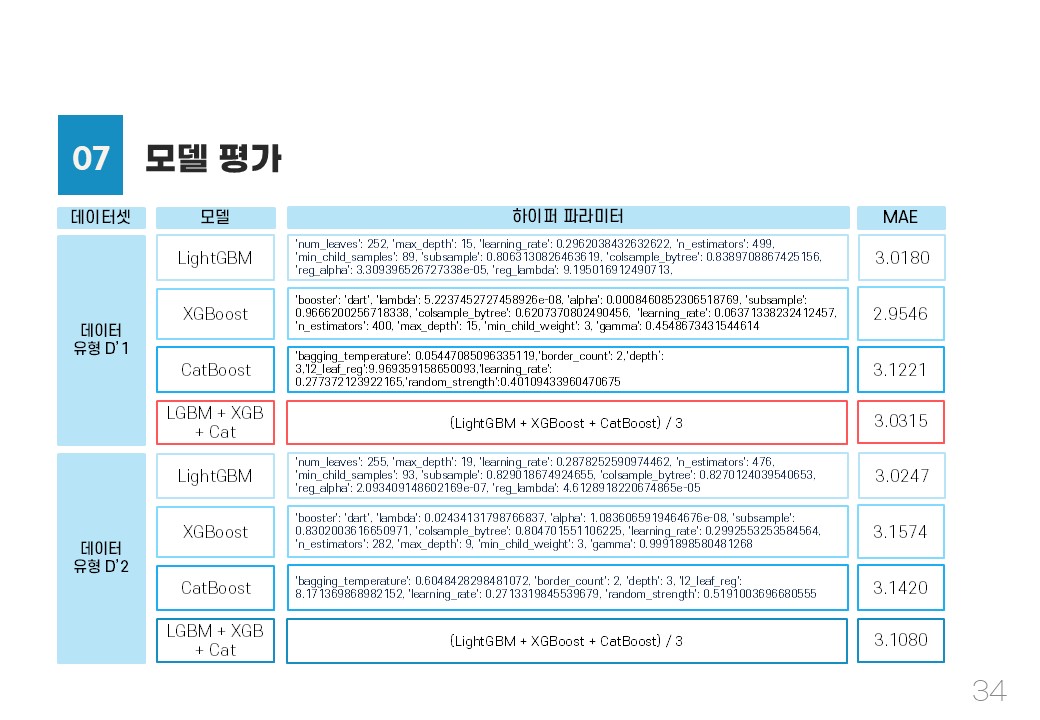 07 모델 평가
데이터셋 모델 하이퍼 파라미터 MAE
데이터
유형 D'1
LightGBM
'num_leaves': 252, 'max_depth': 15, 'learning_rate': 0.2962038432632622, 'n_estimators': 499,
'min_child_samples': 89, 'subsample': 0.8063130826463619, 'colsample_bytree': 0.8389708867425156,
'reg_alpha': 3.309396526727338e-05, 'reg_lambda': 9.195016912490713,
3.0180
XGBoost
'booster': 'dart', 'lambda': 5.2237452727458926e-08, 'alpha': 0.0008460852306518769, 'subsample':
0.9666200256718338, 'colsample_bytree': 0.6207370802490456, 'learning_rate': 0.06371338232412457,
'n_estimators': 400, 'max_depth': 15, 'min_child_weight': 3, 'gamma': 0.4548673431544614
2.9546
CatBoost
'bagging_temperature': 0.05447085096335119,'border_count': 2,'depth':
3,'l2_leaf_reg':9.969359158650093,'learning_rate':
0.277372123922165,'random_strength':0.40109433960470675
3.1221
LGBM + XGB
+ Cat
(LightGBM + XGBoost + CatBoost) / 3
3.0315
데이터
유형 D'2
LightGBM
'num_leaves': 255, 'max_depth': 19, 'learning_rate': 0.2878252590974462, 'n_estimators': 476,
'min_child_samples': 93, 'subsample': 0.829018674924655, 'colsample_bytree': 0.8270124039540653,
'reg_alpha': 2.093409148602169e-07, 'reg_lambda': 4.6128918220674865e-05
3.0247
XGBoost
'booster': 'dart', 'lambda': 0.02434131798766837, 'alpha': 1.0836065919464676e-08, 'subsample':
0.8302003616650971, 'colsample_bytree': 0.804701551106225, 'learning_rate': 0.2992553253584564,
'n_estimators': 282, 'max_depth': 9, 'min_child_weight': 3, 'gamma': 0.9991898580481268
3.1574
CatBoost
'bagging_temperature': 0.6048428298481072, 'border_count': 2, 'depth': 3, 'l2_leaf_reg':
8.171369868982152, 'learning_rate': 0.2713319845539679, 'random_strength': 0.5191003696680555
3.1420
LGBM + XGB
+ Cat
(LightGBM + XGBoost + CatBoost) / 3
3.1080
34